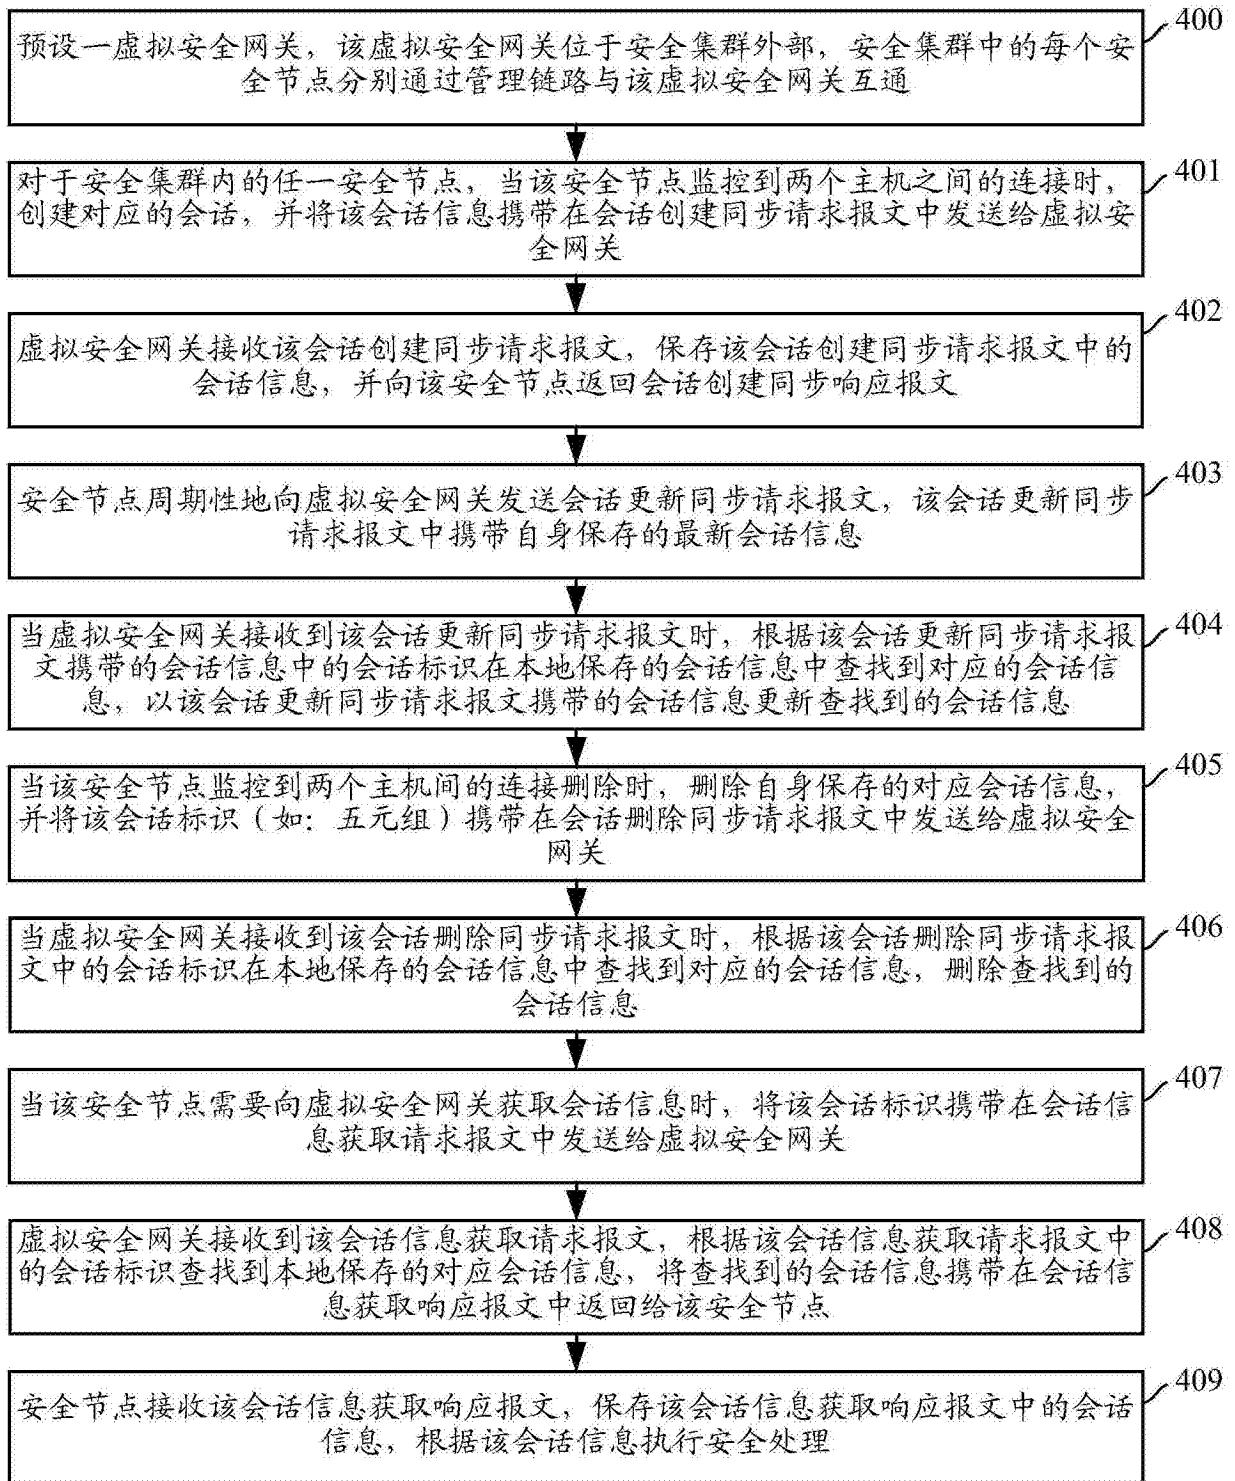 400
预设一虚拟安全网关，该虚拟安全网关位于安全集群外部，安全集群中的每个安
全节点分别通过管理链路与该虚拟安全网关互通
401
对于安全集群内的任一安全节点，当该安全节点监控到两个主机之间的连接时，
创建对应的会话，并将该会话信息携带在会话创建同步请求报文中发送给虚拟安
全网关
402
虚拟安全网关接收该会话创建同步请求报文，保存该会话创建同步请求报文中的
会话信息，并向该安全节点返回会话创建同步响应报文
403
安全节点周期性地向虚拟安全网关发送会话更新同步请求报文，该会话更新同步
请求报文中携带自身保存的最新会话信息
404
当虚拟安全网关接收到该会话更新同步请求报文时，根据该会话更新同步请求报
文携带的会话信息中的会话标识在本地保存的会话信息中查找到对应的会话信
息，以该会话更新同步请求报文携带的会话信息更新查找到的会话信息
405
当该安全节点监控到两个主机间的连接删除时，删除自身保存的对应会话信息，
并将该会话标识（如：五元组）携带在会话删除同步请求报文中发送给虚拟安全
网关
406
当虚拟安全网关接收到该会话删除同步请求报文时，根据该会话删除同步请求报
文中的会话标识在本地保存的会话信息中查找到对应的会话信息，删除查找到的
会话信息
407
当该安全节点需要向虚拟安全网关获取会话信息时，将该会话标识携带在会话信
息获取请求报文中发送给虚拟安全网关
408
虚拟安全网关接收到该会话信息获取请求报文，根据该会话信息获取请求报文中
的会话标识查找到本地保存的对应会话信息，将查找到的会话信息携带在会话信
息获取响应报文中返回给该安全节点
409
安全节点接收该会话信息获取响应报文，保存该会话信息获取响应报文中的会话
信息，根据该会话信息执行安全处理